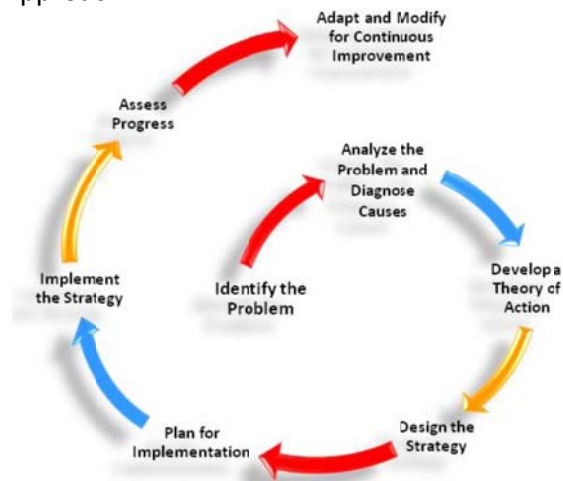 Adapt and Modify
for Continuous
Improvement
Assess
Progress
Analyze the
Problem and
Diagnose
Causes
Implement
the Strategy
Identify the
Problem
Develop a
Theory of
Action
Design the
Strategy
Plan for
Implementation